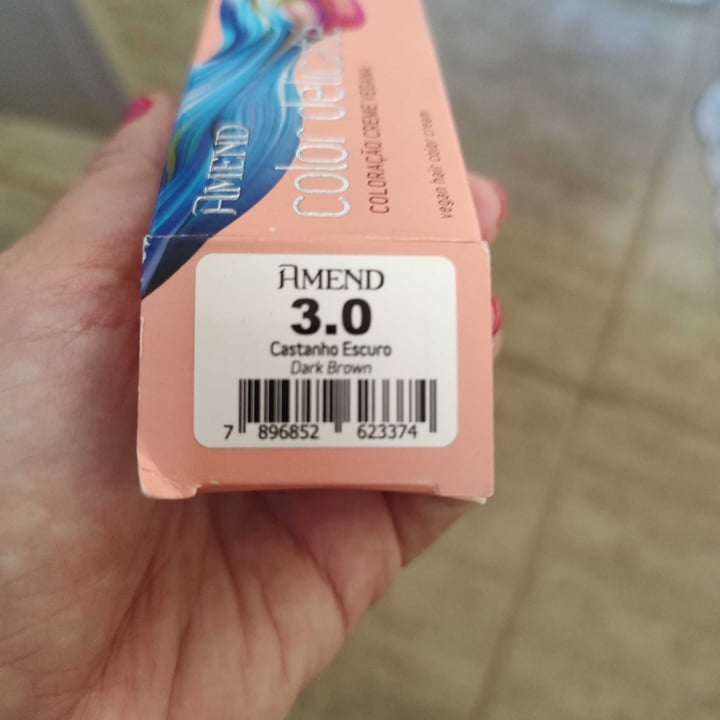 AMEND
color delicate
COLORAÇÃO CREME VEGANA
vegan hair color cream
AMEND
3.0
Castanho Escuro
Dark Brown
7 896852 623374